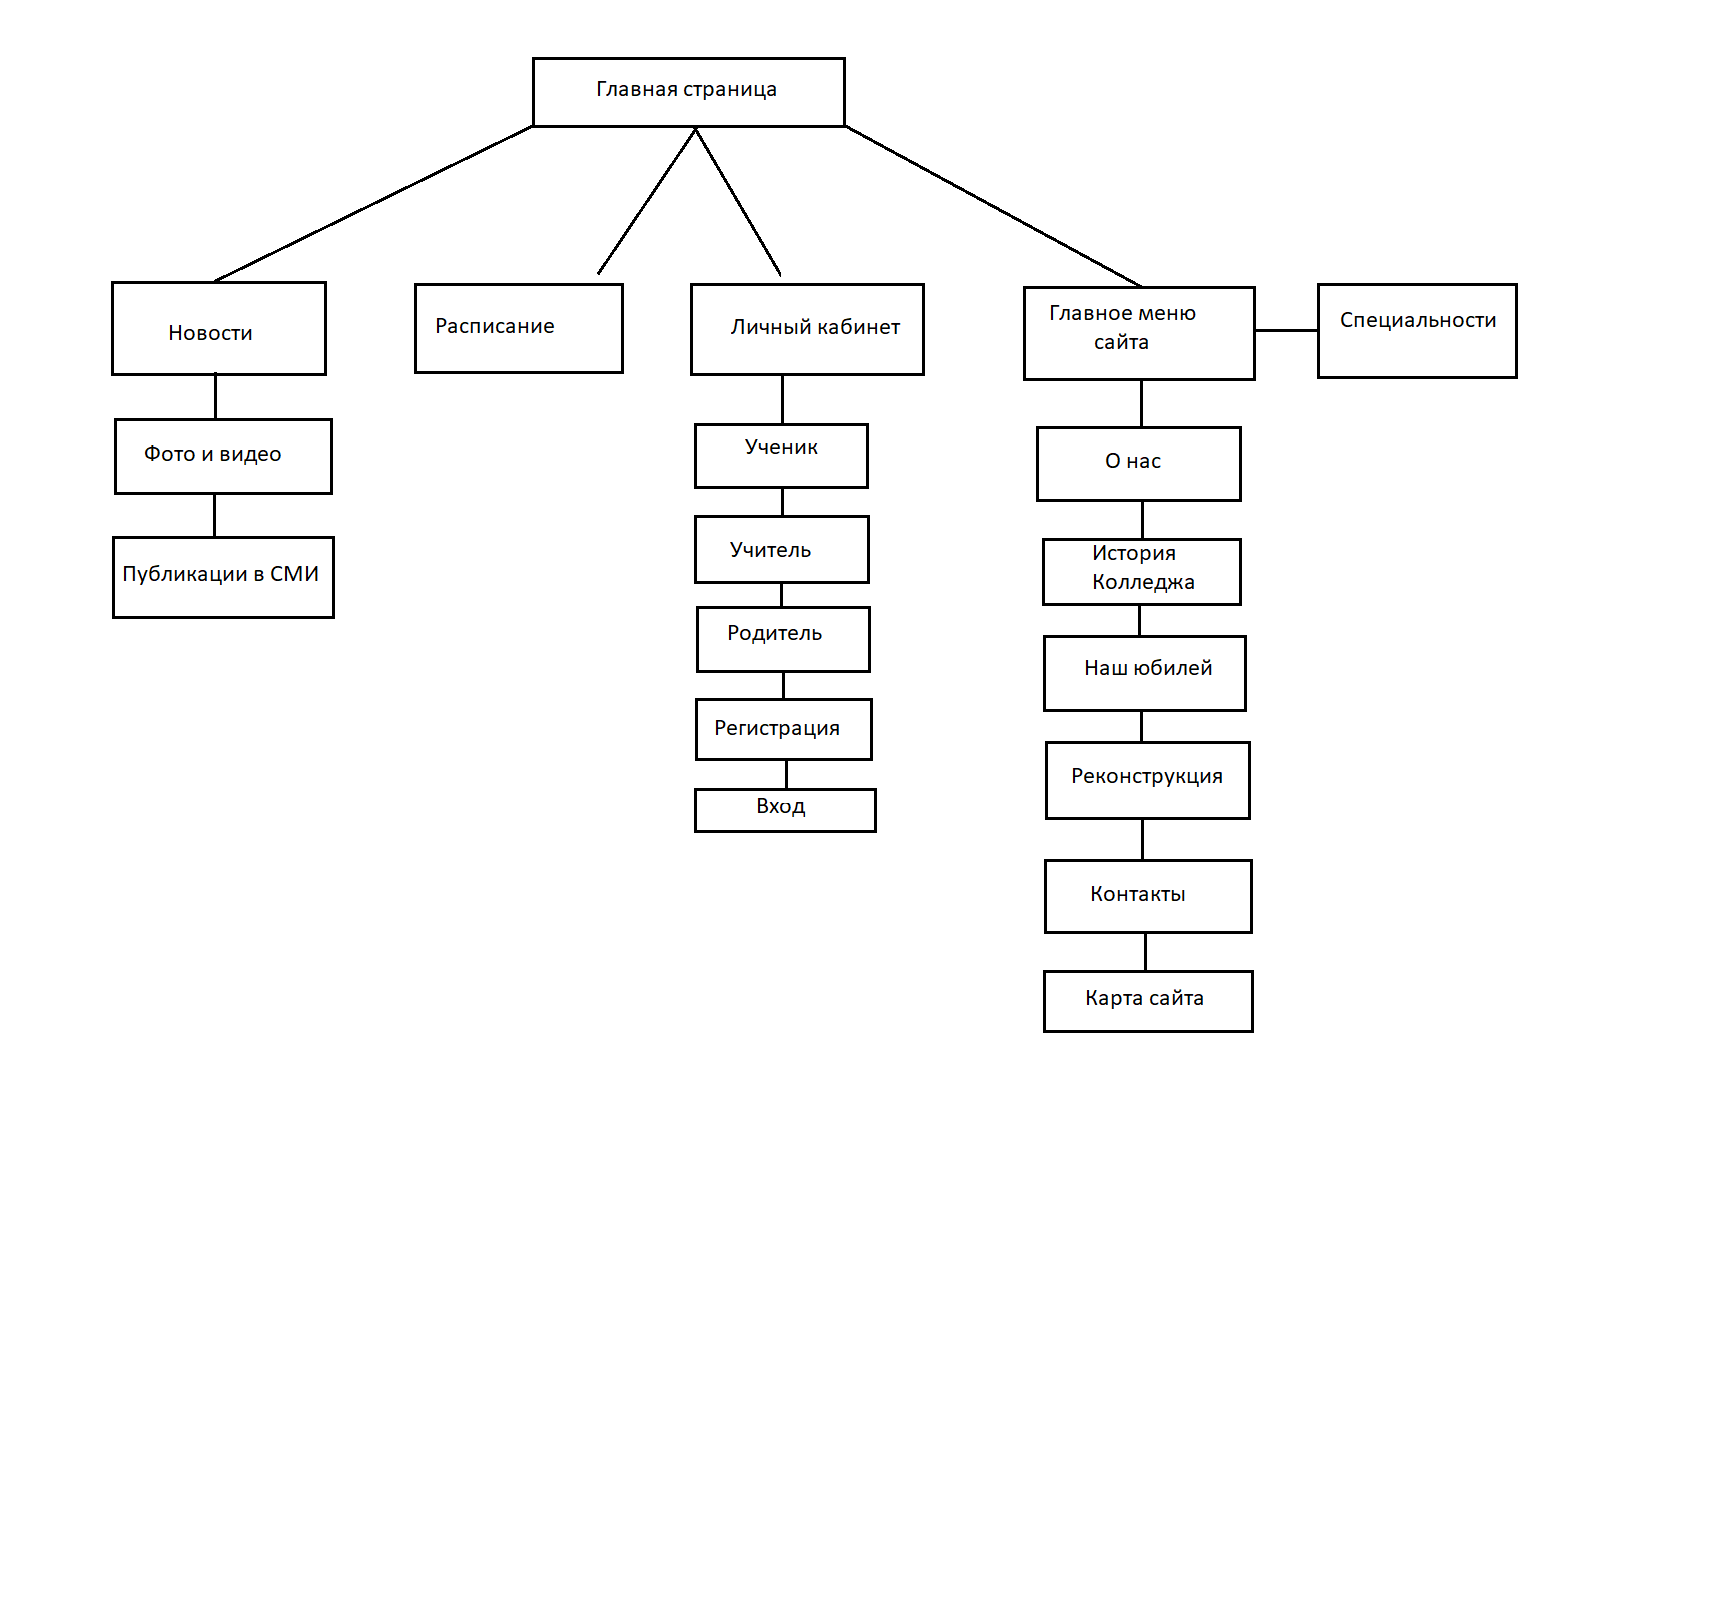 Главная страница
Новости
Расписание
Личный кабинет
Главное меню
сайта
Специальности
Фото и видео
Публикации в СМИ
Ученик
Учитель
Родитель
Регистрация
Вход
О нас
История
Колледжа
Наш юбилей
Реконструкция
Контакты
Карта сайта